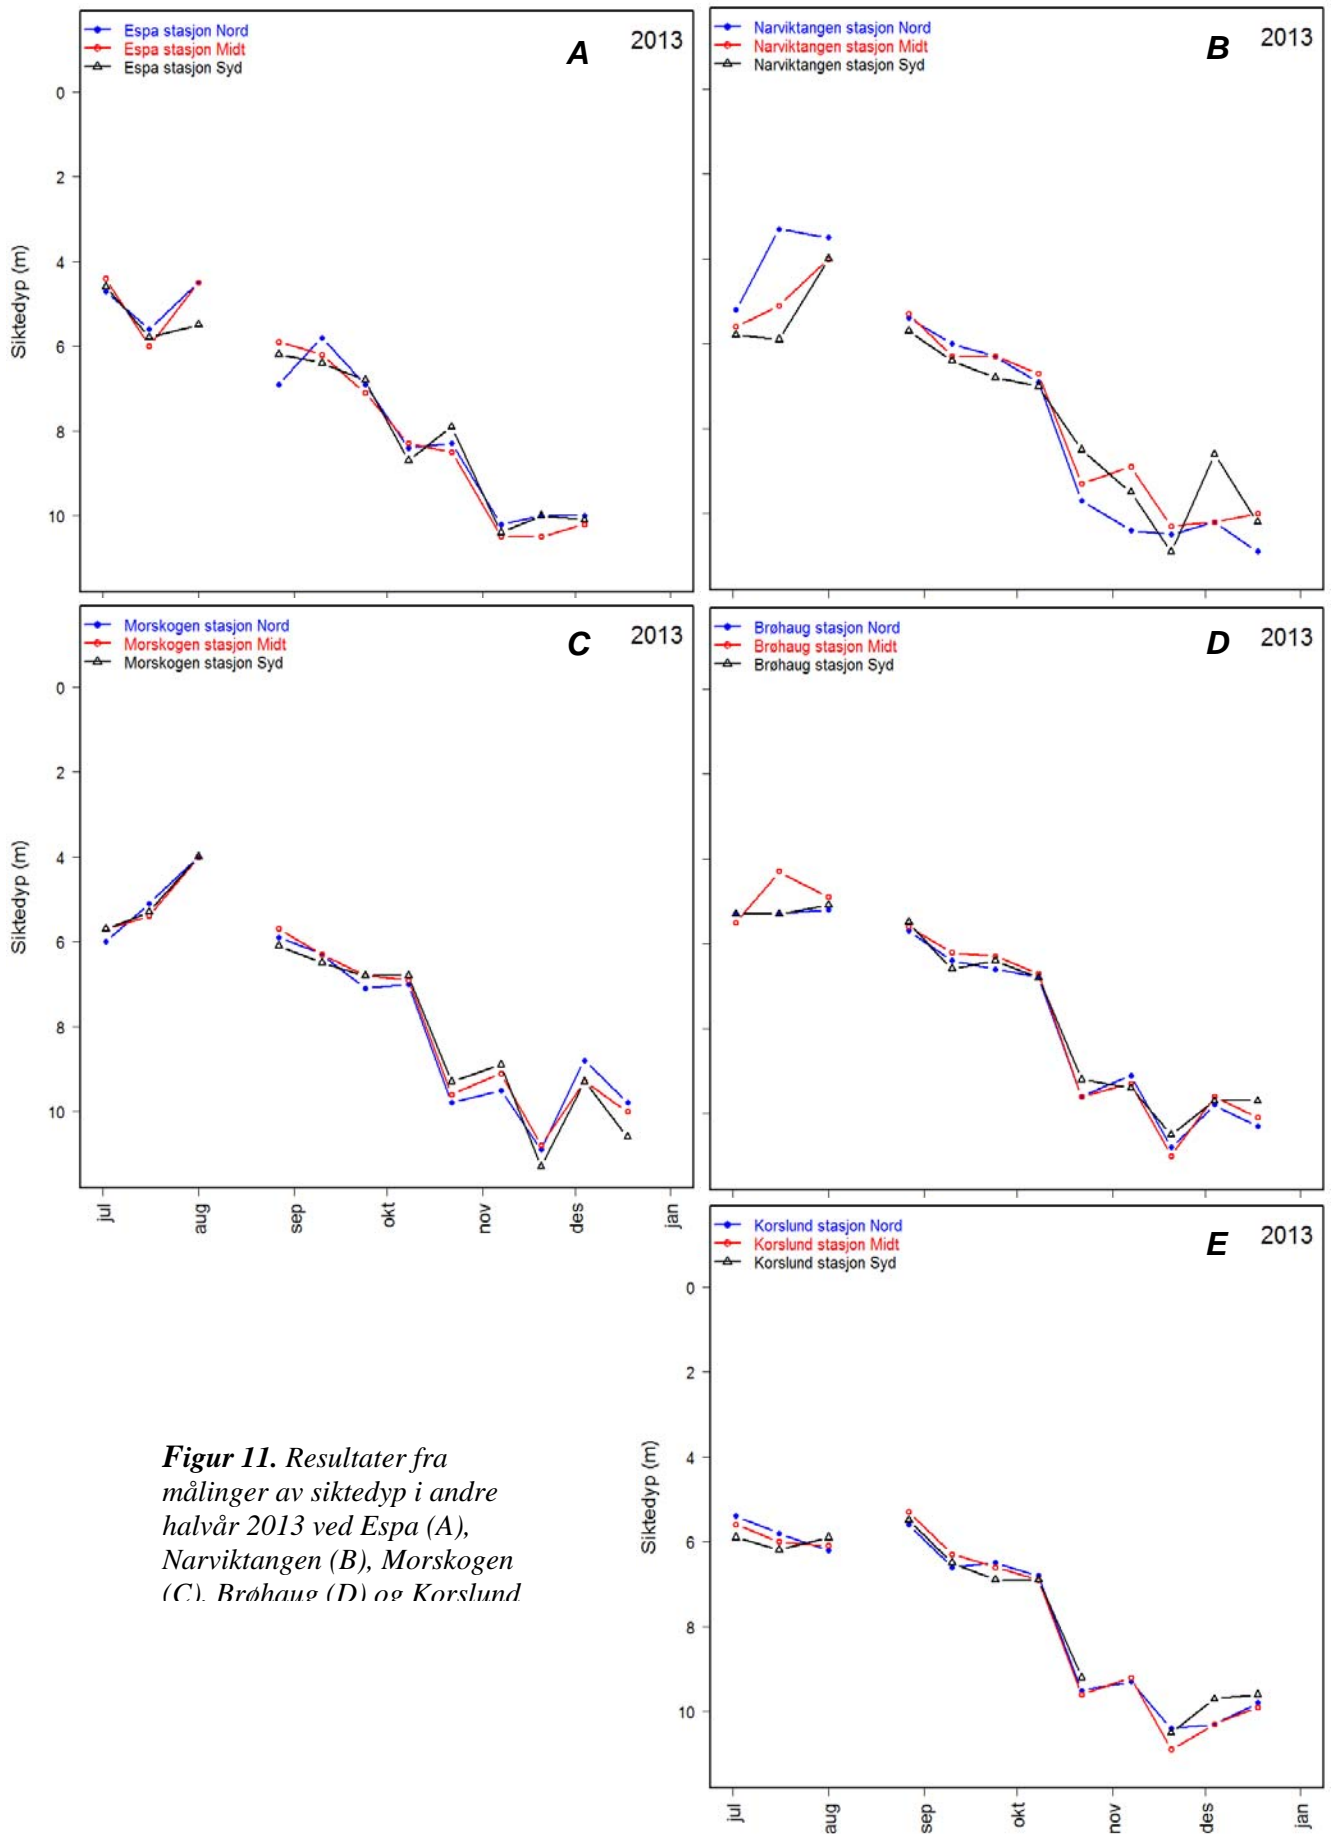 Espa stasjon Nord
Espa stasjon Midt
Espa stasjon Syd
A
2013
0
2
4
6
8
10
Siktedyp (m)
Narviktangen stasjon Nord
Narviktangen stasjon Midt
Narviktangen stasjon Syd
B
2013
Morskogen stasjon Nord
Morskogen stasjon Midt
Morskogen stasjon Syd
C
2013
0
2
4
6
8
10
Siktedyp (m)
jul
aug
sep
okt
nov
des
jan
Brøhaug stasjon Nord
Brøhaug stasjon Midt
Brøhaug stasjon Syd
D
2013
Korslund stasjon Nord
Korslund stasjon Midt
Korslund stasjon Syd
E
2013
0
2
4
6
8
10
Siktedyp (m)
jul
aug
sep
okt
nov
des
jan
Figur 11. Resultater fra
målinger av siktedyp i andre
halvår 2013 ved Espa (A),
Narviktangen (B), Morskogen
(C), Brøhaug (D) og Korslund